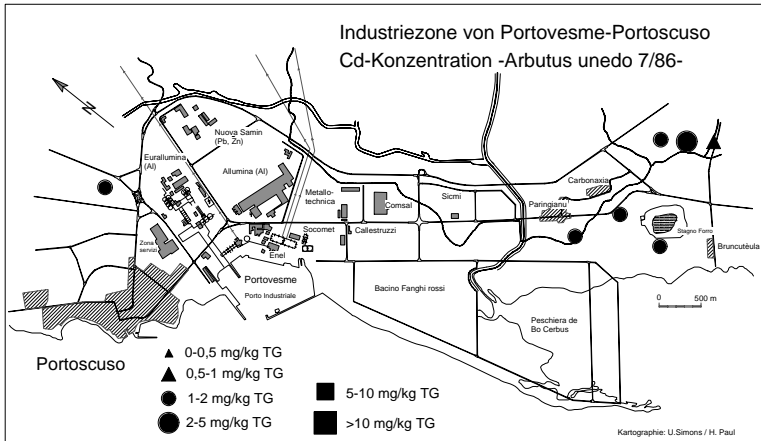 Industriezone von Portovesme-Portoscuso
Cd-Konzentration -Arbutus unedo 7/86-
N
Nuova Samin
(Pb, Zn)
Eurallumina
(Al)
Allumina (Al)
Metallo-
technica
Comsal
Sicmi
Carbonaxia
Paringianu
Stagno Forro
Bruncutèula
Zona
servizi
Socomet
Callestruzzi
Enel
Portovesme
Porto Industriale
Bacino Fanghi rossi
Peschiera de
Bo Cerbus
0 500 m
Portoscuso
0-0,5 mg/kg TG
0,5-1 mg/kg TG
1-2 mg/kg TG
2-5 mg/kg TG
5-10 mg/kg TG
>10 mg/kg TG
Kartographie: U.Simons / H. Paul